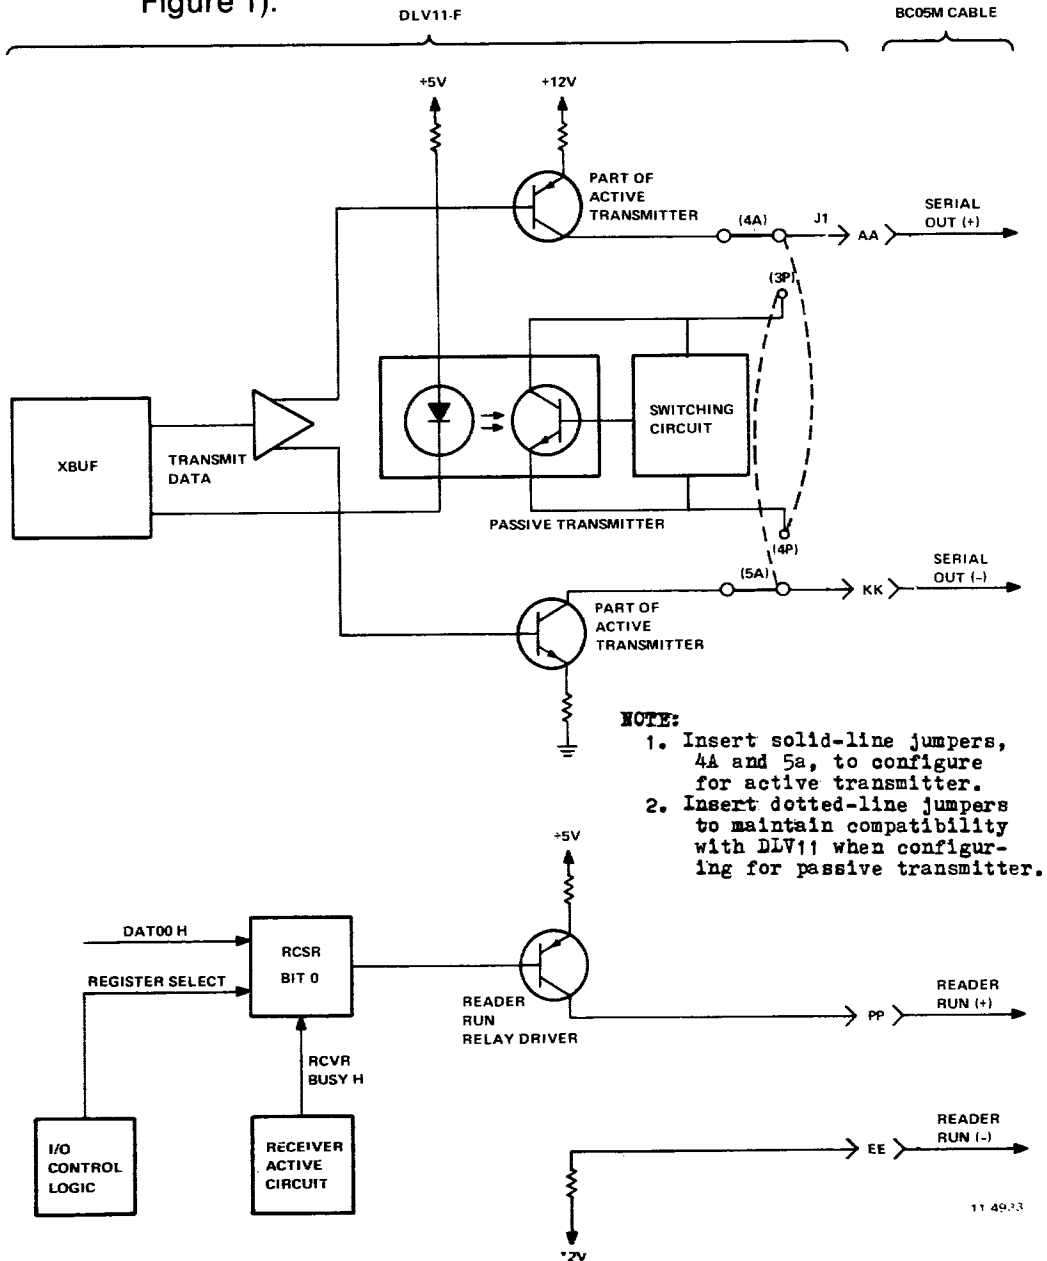 Figure 1).
DLV11-F
BC05M CABLE
+5V
+12V
PART OF
ACTIVE
TRANSMITTER
(4A)
J1
AA
SERIAL
OUT (+)
(3P)
XBUF
TRANSMIT
DATA
SWITCHING
CIRCUIT
PASSIVE TRANSMITTER
(4P)
(5A)
KK
SERIAL
OUT (–)
PART OF
ACTIVE
TRANSMITTER
NOTE:
1. Insert solid-line jumpers,
4A and 5a, to configure
for active transmitter.
2. Insert dotted-line jumpers
to maintain compatibility
with DLV11 when configur-
ing for passive transmitter.
+5V
DAT00 H
REGISTER SELECT
RCSR
BIT 0
READER
RUN
RELAY DRIVER
PP
READER
RUN (+)
RCVR
BUSY H
I/O
CONTROL
LOGIC
RECEIVER
ACTIVE
CIRCUIT
EE
READER
RUN (–)